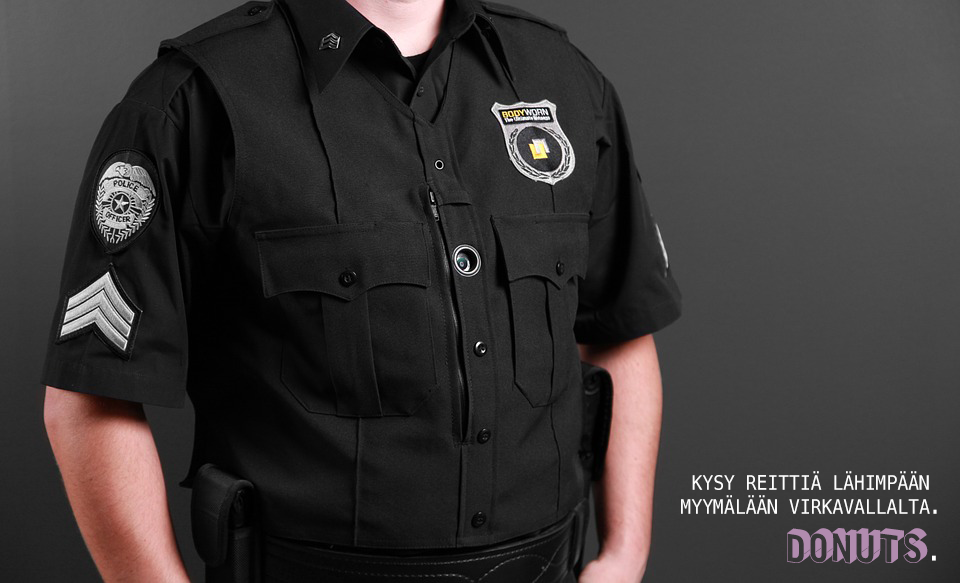 BODYWORN
POLICE
OFFICER
KYSY REITTIÄ LÄHIMPÄÄN
MYYMÄLÄÄN VIRKAVALLALTA.
DONUTS.